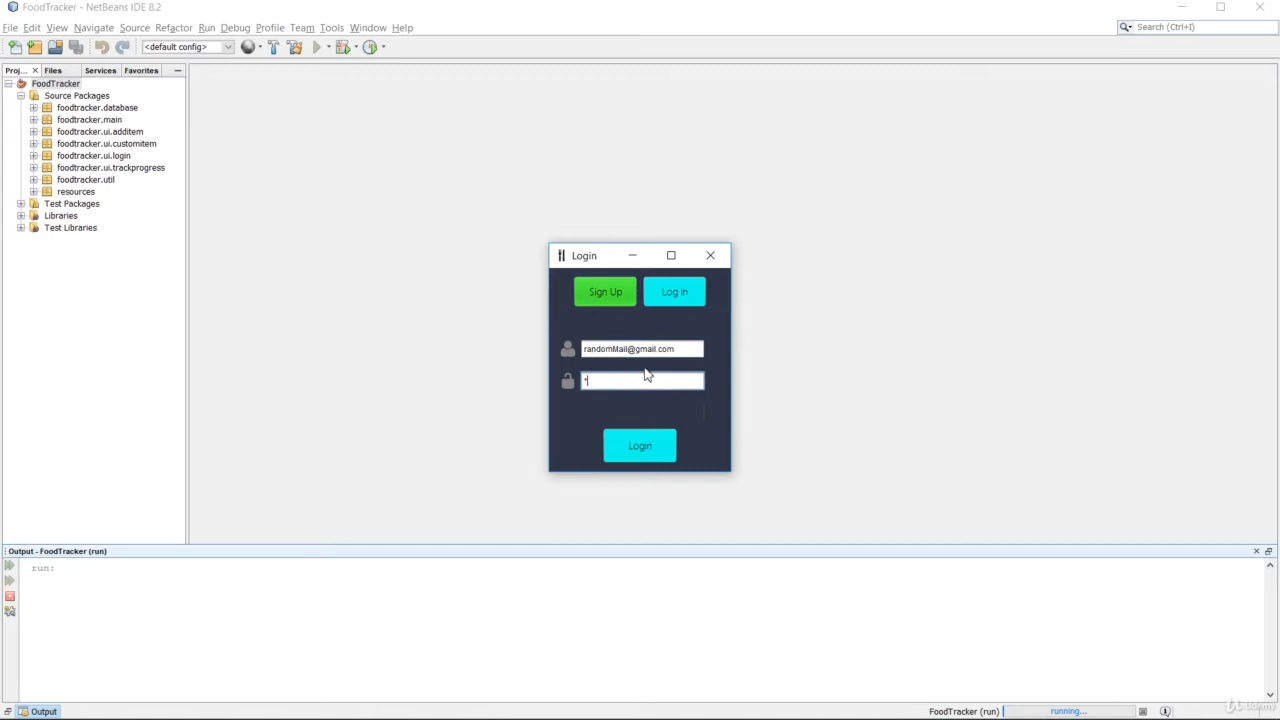 FoodTracker - NetBeans IDE 8.2
File Edit View Navigate Source Refactor Run Debug Profile Team Tools Window Help
Search (Ctrl+I)
<default config>
Proj... Files Services Favorites
FoodTracker
Source Packages
foodtracker.database
foodtracker.main
foodtracker.ui.additem
foodtracker.ui.customitem
foodtracker.ui.login
foodtracker.ui.trackprogress
foodtracker.util
resources
Test Packages
Libraries
Test Libraries
Login
Sign Up Log In
randomMail@gmail.com
*
Login
Output - FoodTracker (run)
run:
Output
FoodTracker (run) running...
Udemy